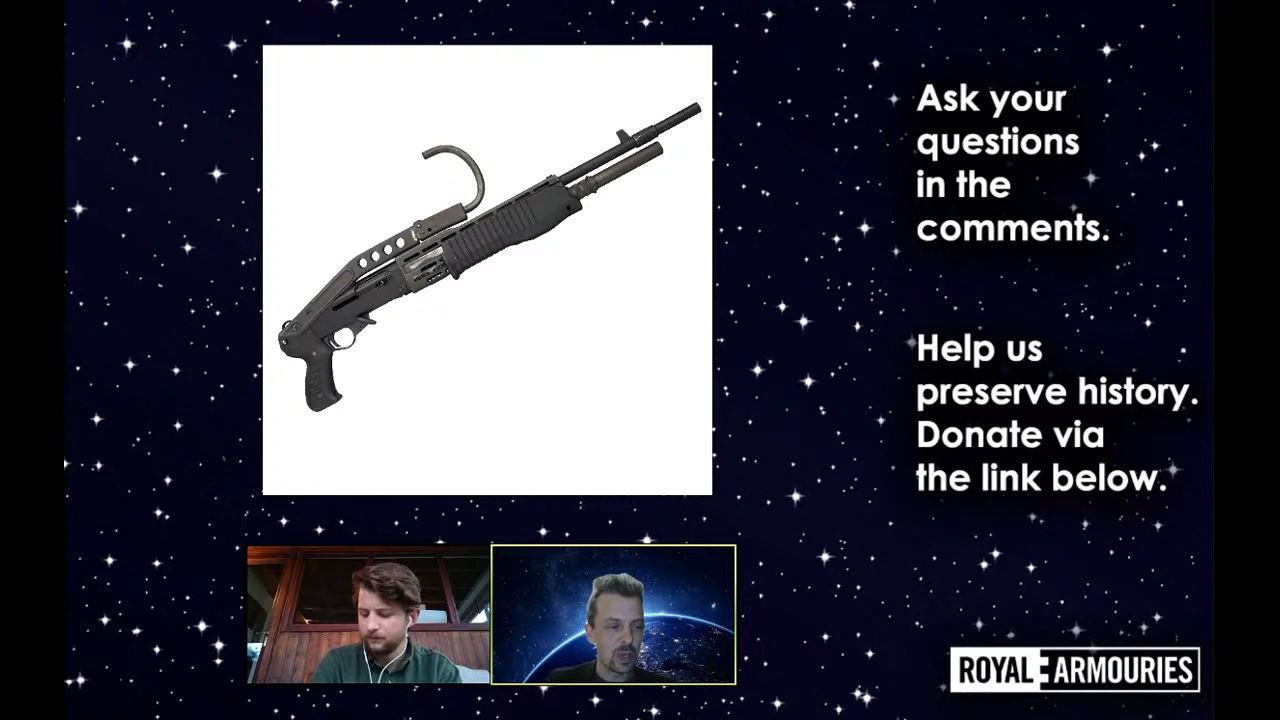 Ask your
questions
in the
comments.
Help us
preserve history.
Donate via
the link below.
ROYAL ARMOURIES